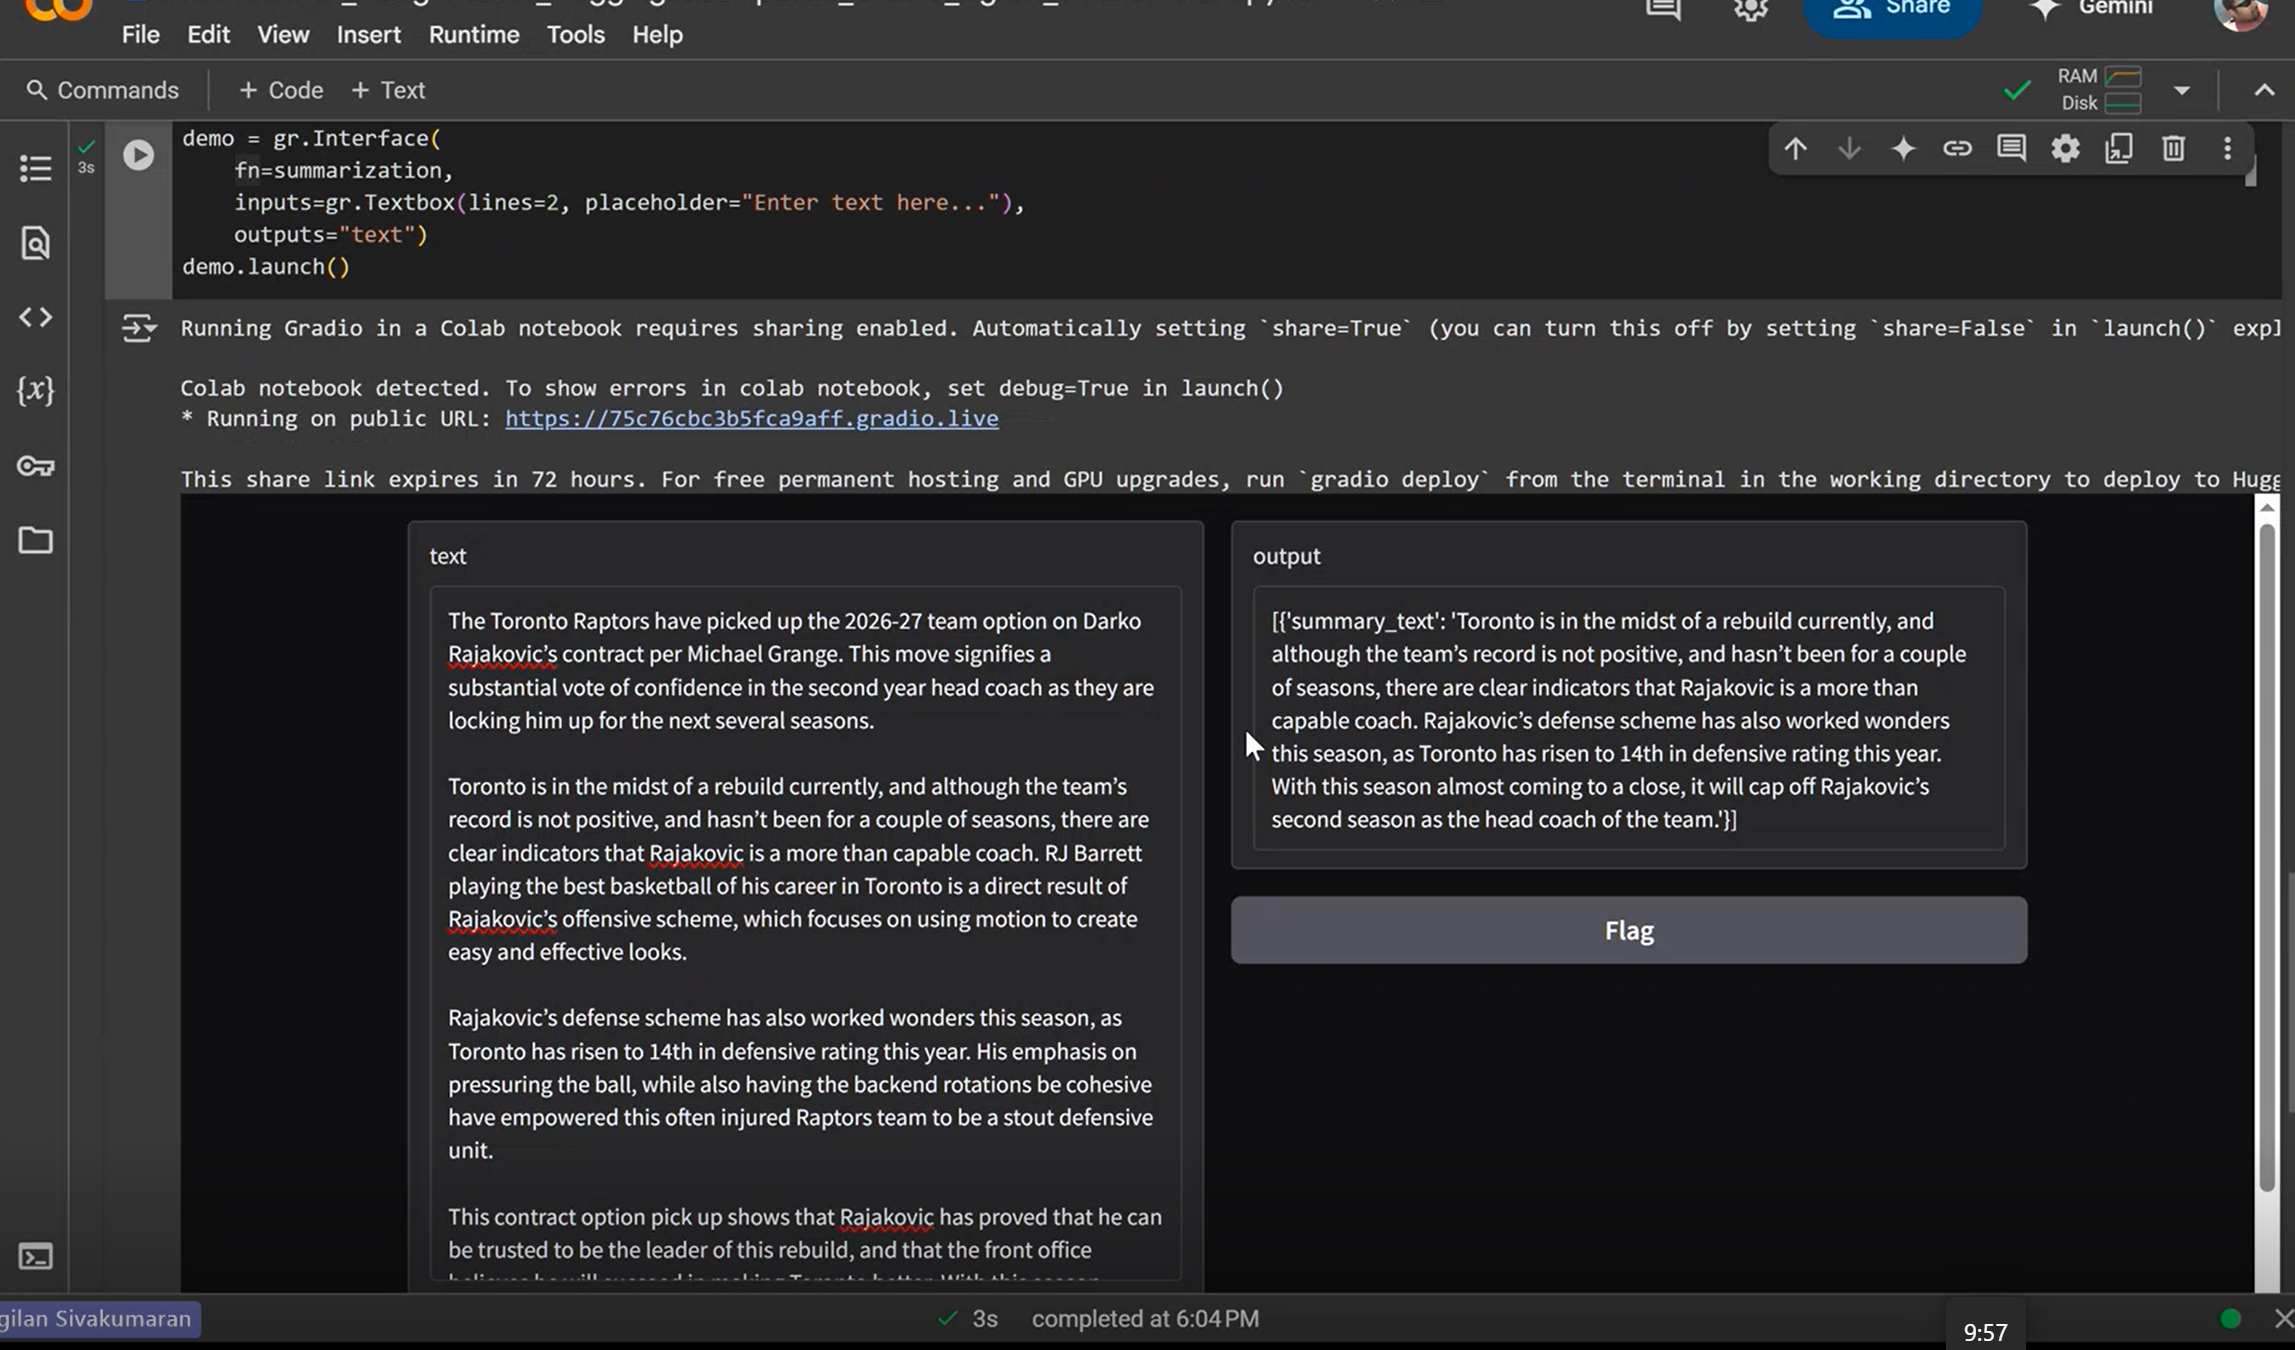 Share
Gemini
File Edit View Insert Runtime Tools Help
Commands + Code + Text
RAM
Disk
3s
demo = gr.Interface(
fn=summarization,
inputs=gr.Textbox(lines=2, placeholder="Enter text here..."),
outputs="text")
demo.launch()
{x}
Running Gradio in a Colab notebook requires sharing enabled. Automatically setting `share=True` (you can turn this off by setting `share=False` in `launch()` expl
Colab notebook detected. To show errors in colab notebook, set debug=True in launch()
* Running on public URL: https://75c76cbc3b5fca9aff.gradio.live
This share link expires in 72 hours. For free permanent hosting and GPU upgrades, run `gradio deploy` from the terminal in the working directory to deploy to Hugg
text
The Toronto Raptors have picked up the 2026-27 team option on Darko
Rajakovic’s contract per Michael Grange. This move signifies a
substantial vote of confidence in the second year head coach as they are
locking him up for the next several seasons.
Toronto is in the midst of a rebuild currently, and although the team’s
record is not positive, and hasn’t been for a couple of seasons, there are
clear indicators that Rajakovic is a more than capable coach. RJ Barrett
playing the best basketball of his career in Toronto is a direct result of
Rajakovic’s offensive scheme, which focuses on using motion to create
easy and effective looks.
Rajakovic’s defense scheme has also worked wonders this season, as
Toronto has risen to 14th in defensive rating this year. His emphasis on
pressuring the ball, while also having the backend rotations be cohesive
have empowered this often injured Raptors team to be a stout defensive
unit.
This contract option pick up shows that Rajakovic has proved that he can
be trusted to be the leader of this rebuild, and that the front office
output
[{'summary_text': 'Toronto is in the midst of a rebuild currently, and
although the team’s record is not positive, and hasn’t been for a couple
of seasons, there are clear indicators that Rajakovic is a more than
capable coach. Rajakovic’s defense scheme has also worked wonders
this season, as Toronto has risen to 14th in defensive rating this year.
With this season almost coming to a close, it will cap off Rajakovic’s
second season as the head coach of the team.'}]
Flag
gilan Sivakumaran
3s completed at 6:04 PM
9:57